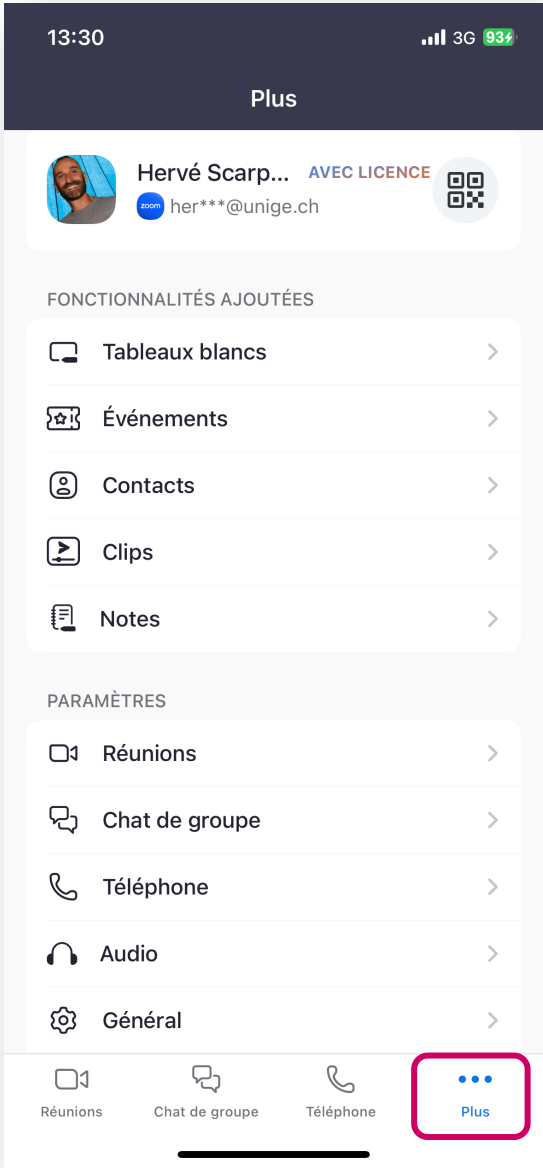 13:30
3G 93
Plus
Hervé Scarp... AVEC LICENCE
zoom her***@unige.ch
FONCTIONNALITÉS AJOUTÉES
Tableaux blancs
Événements
Contacts
Clips
Notes
PARAMÈTRES
Réunions
Chat de groupe
Téléphone
Audio
Général
Réunions Chat de groupe Téléphone Plus